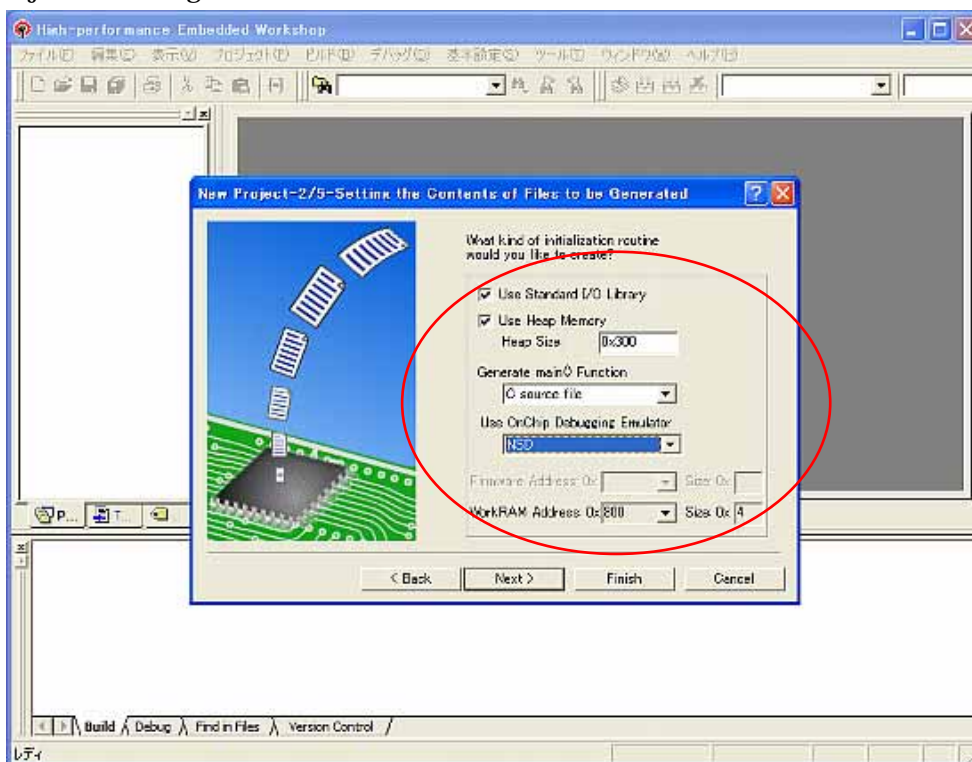 High-performance Embedded Workshop
ファイル(F) 編集(E) 表示(V) プロジェクト(P) ビルド(B) デバッグ(D) 基本設定(S) ツール(T) ウィンドウ(W) ヘルプ(H)
New Project-2/5-Setting the Contents of Files to be Generated
What kind of initialization routine
would you like to create?
Use Standard I/O Library
Use Heap Memory
Heap Size: 0x300
Generate main() Function
C source file
Use OnChip Debugging Emulator
NSD
Firmware Address: 0x Size: 0x
WorkRAM Address: 0x 800 Size: 0x 4
< Back Next > Finish Cancel
P... T...
Build Debug Find in Files Version Control
レディ